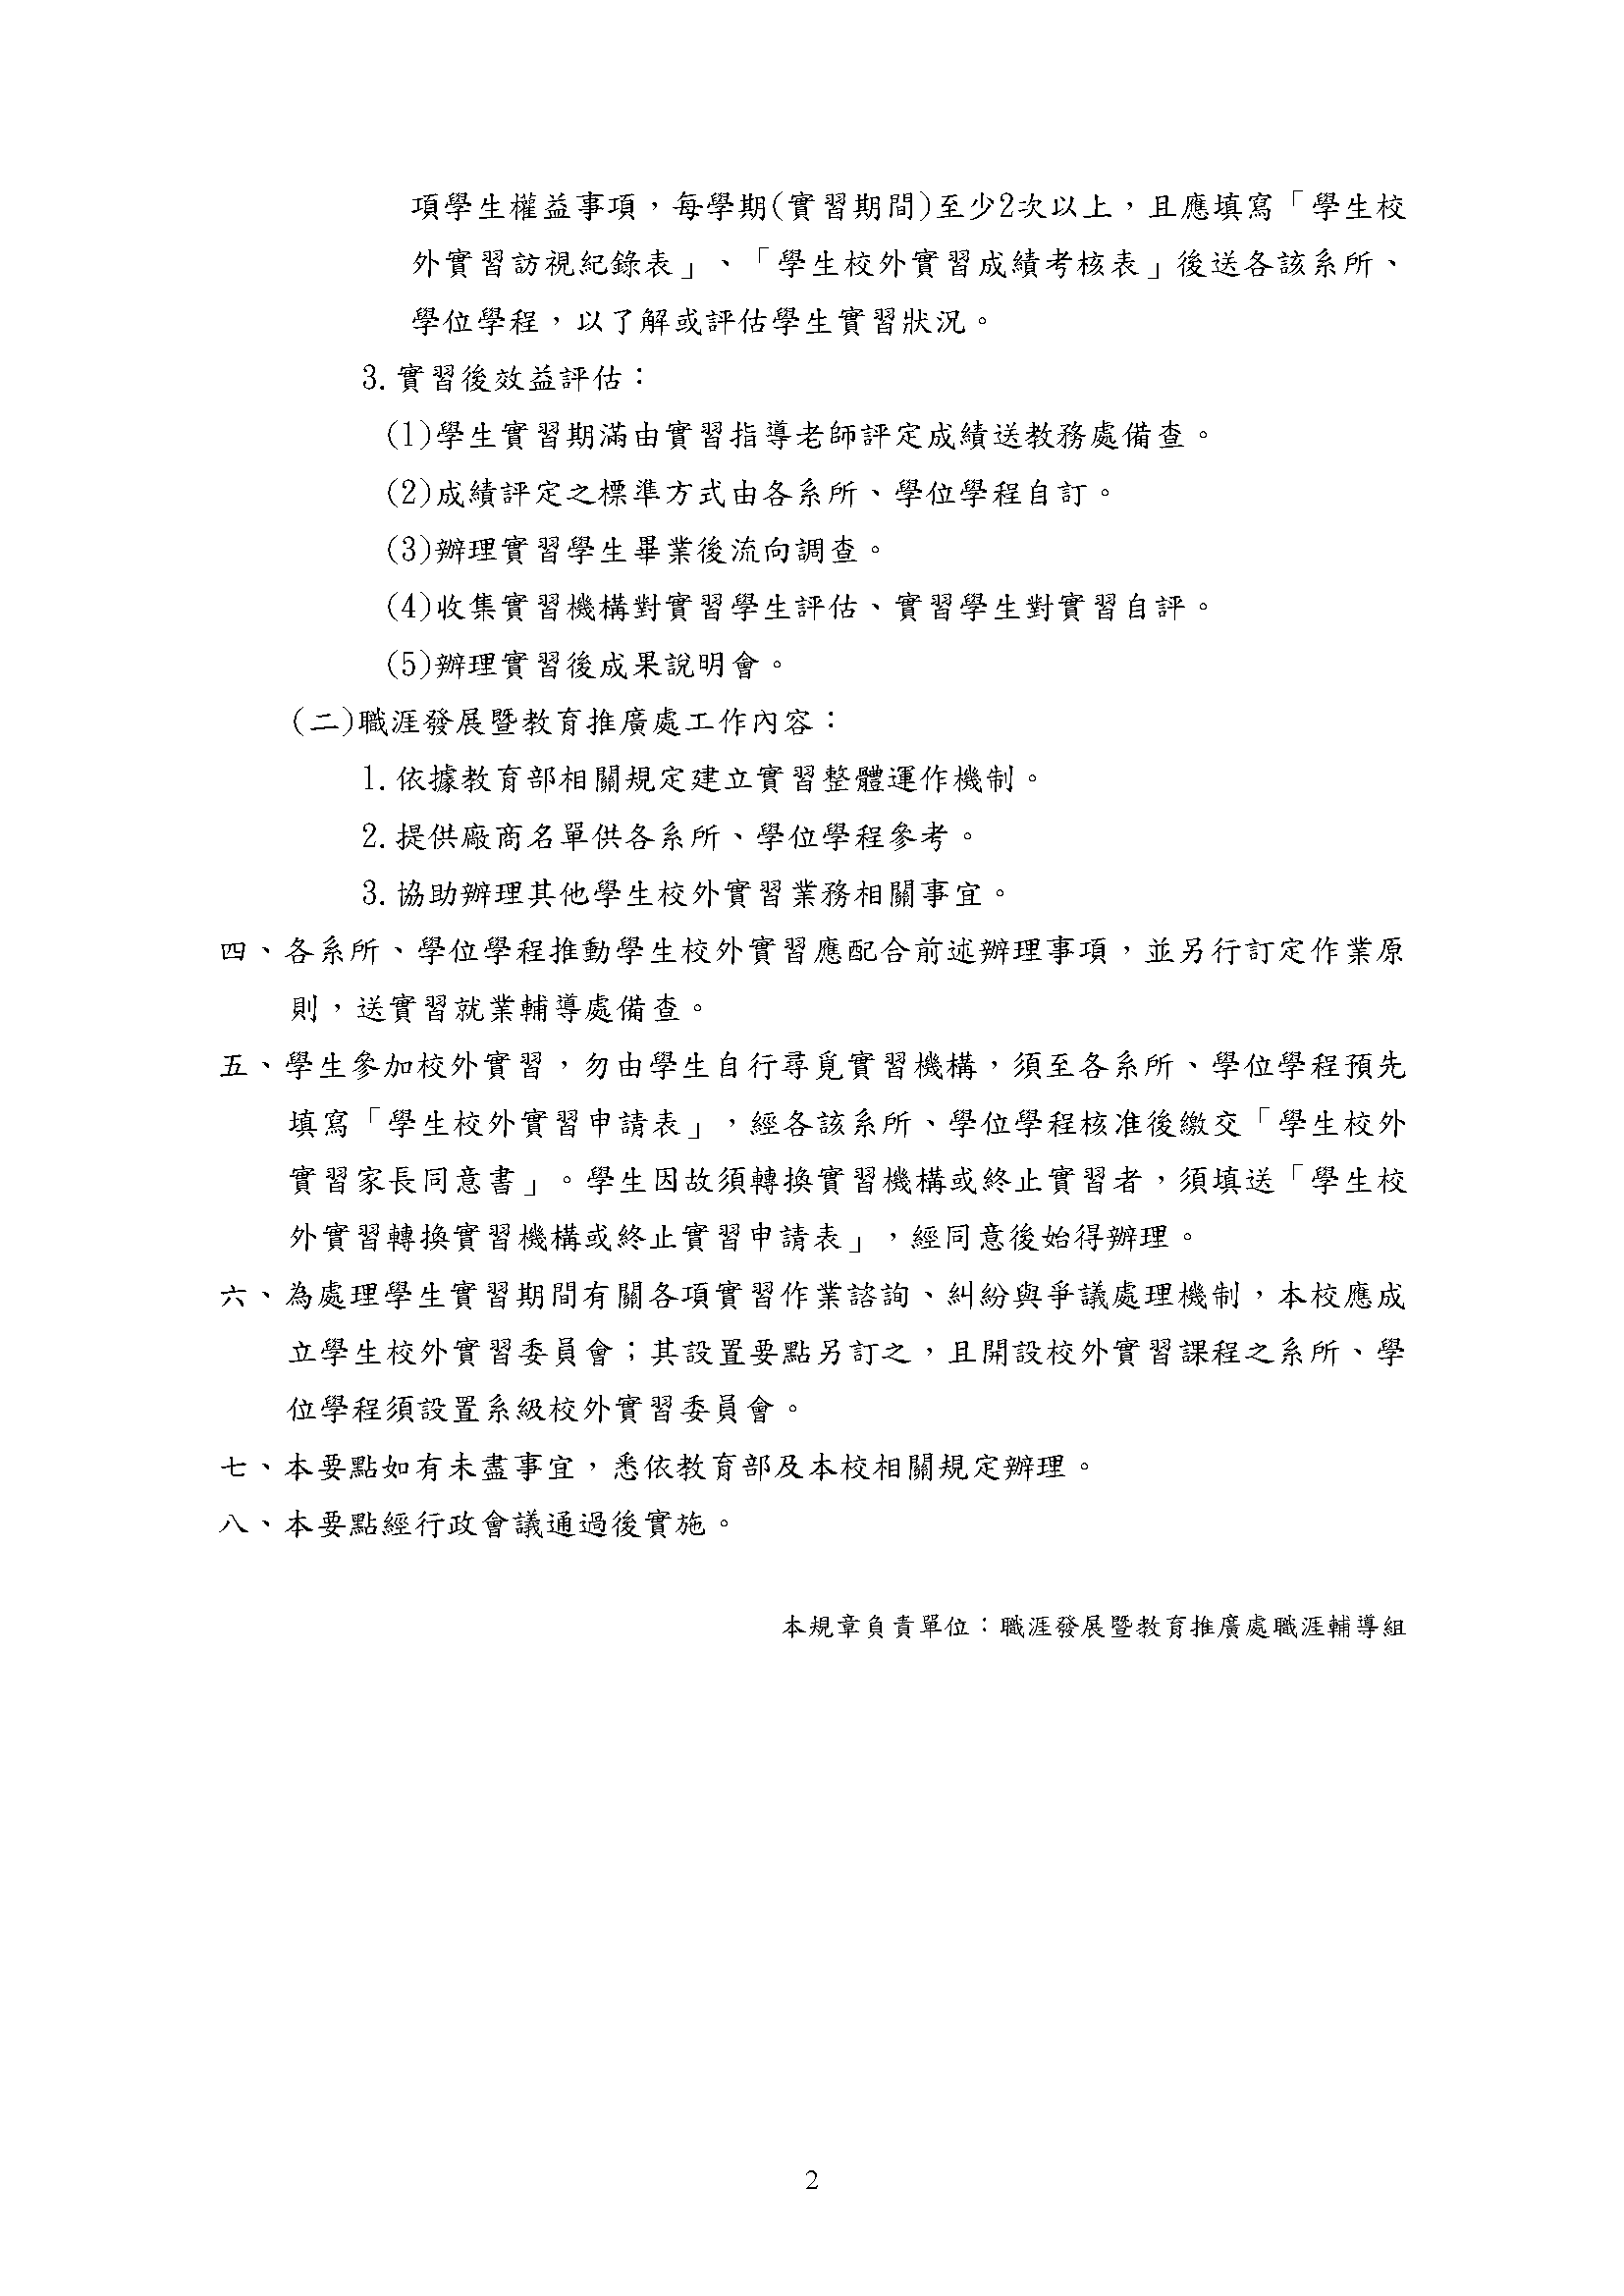 項學生權益事項，每學期(實習期間)至少2次以上，且應填寫「學生校
外實習訪視紀錄表」、「學生校外實習成績考核表」後送各該系所、
學位學程，以了解或評估學生實習狀況。
3.實習後效益評估：
(1)學生實習期滿由實習指導老師評定成績送教務處備查。
(2)成績評定之標準方式由各系所、學位學程自訂。
(3)辦理實習學生畢業後流向調查。
(4)收集實習機構對實習學生評估、實習學生對實習自評。
(5)辦理實習後成果說明會。
(二)職涯發展暨教育推廣處工作內容：
1.依據教育部相關規定建立實習整體運作機制。
2.提供廠商名單供各系所、學位學程參考。
3.協助辦理其他學生校外實習業務相關事宜。
四、各系所、學位學程推動學生校外實習應配合前述辦理事項，並另行訂定作業原
則，送實習就業輔導處備查。
五、學生參加校外實習，勿由學生自行尋覓實習機構，須至各系所、學位學程預先
填寫「學生校外實習申請表」，經各該系所、學位學程核准後繳交「學生校外
實習家長同意書」。學生因故須轉換實習機構或終止實習者，須填送「學生校
外實習轉換實習機構或終止實習申請表」，經同意後始得辦理。
六、為處理學生實習期間有關各項實習作業諮詢、糾紛與爭議處理機制，本校應成
立學生校外實習委員會；其設置要點另訂之，且開設校外實習課程之系所、學
位學程須設置系級校外實習委員會。
七、本要點如有未盡事宜，悉依教育部及本校相關規定辦理。
八、本要點經行政會議通過後實施。
本規章負責單位：職涯發展暨教育推廣處職涯輔導組
2